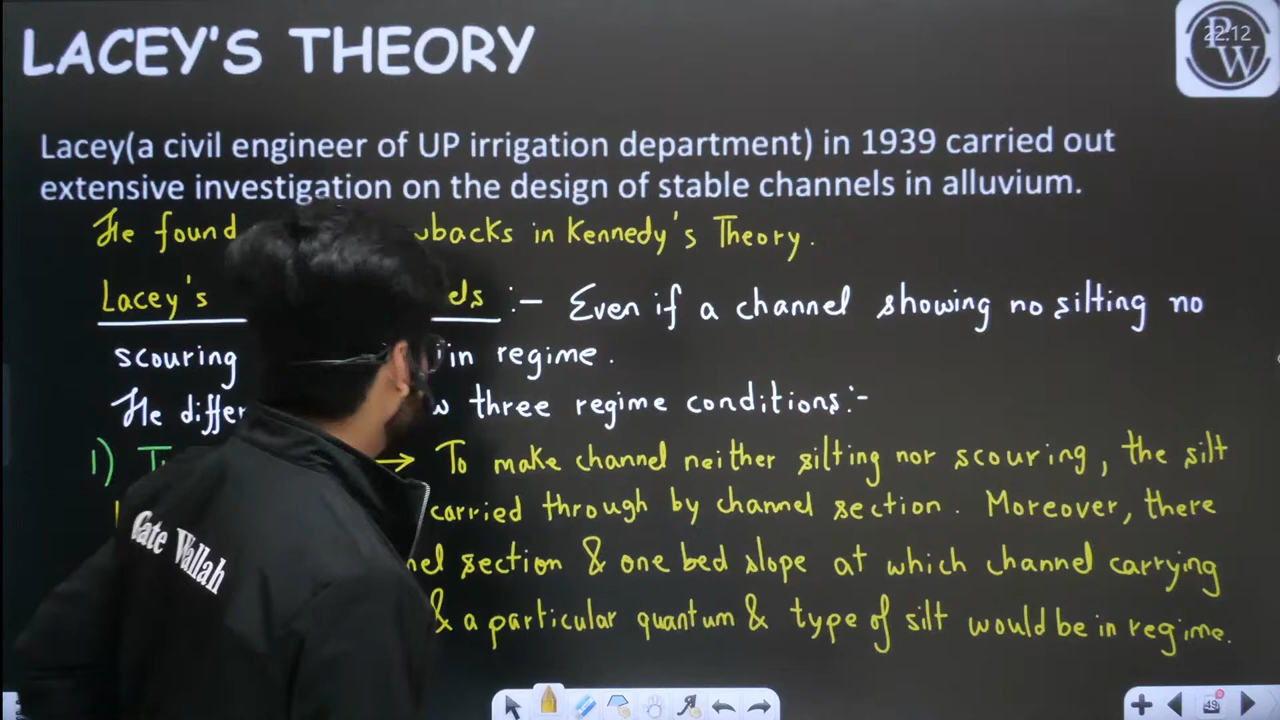 LACEY'S THEORY
PW
22:12
Lacey(a civil engineer of UP irrigation department) in 1939 carried out
extensive investigation on the design of stable channels in alluvium.
He found wbacks in Kennedy's Theory.
Lacey's ds :- Even if a channel showing no silting no
scouring in regime.
He differ w three regime conditions:-
1) T → To make channel neither silting nor scouring, the silt
carried through by channel section. Moreover, there
nel section & one bed slope at which channel carrying
& a particular quantum & type of silt would be in regime.
Gate Wallah
49